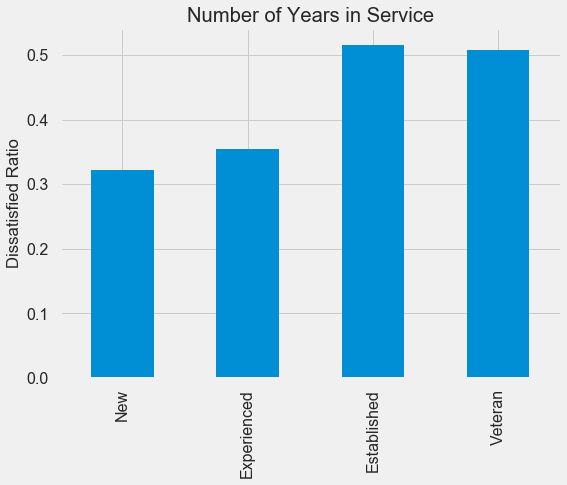 Number of Years in Service
Dissatisfied Ratio
0.5
0.4
0.3
0.2
0.1
0.0
New
Experienced
Established
Veteran